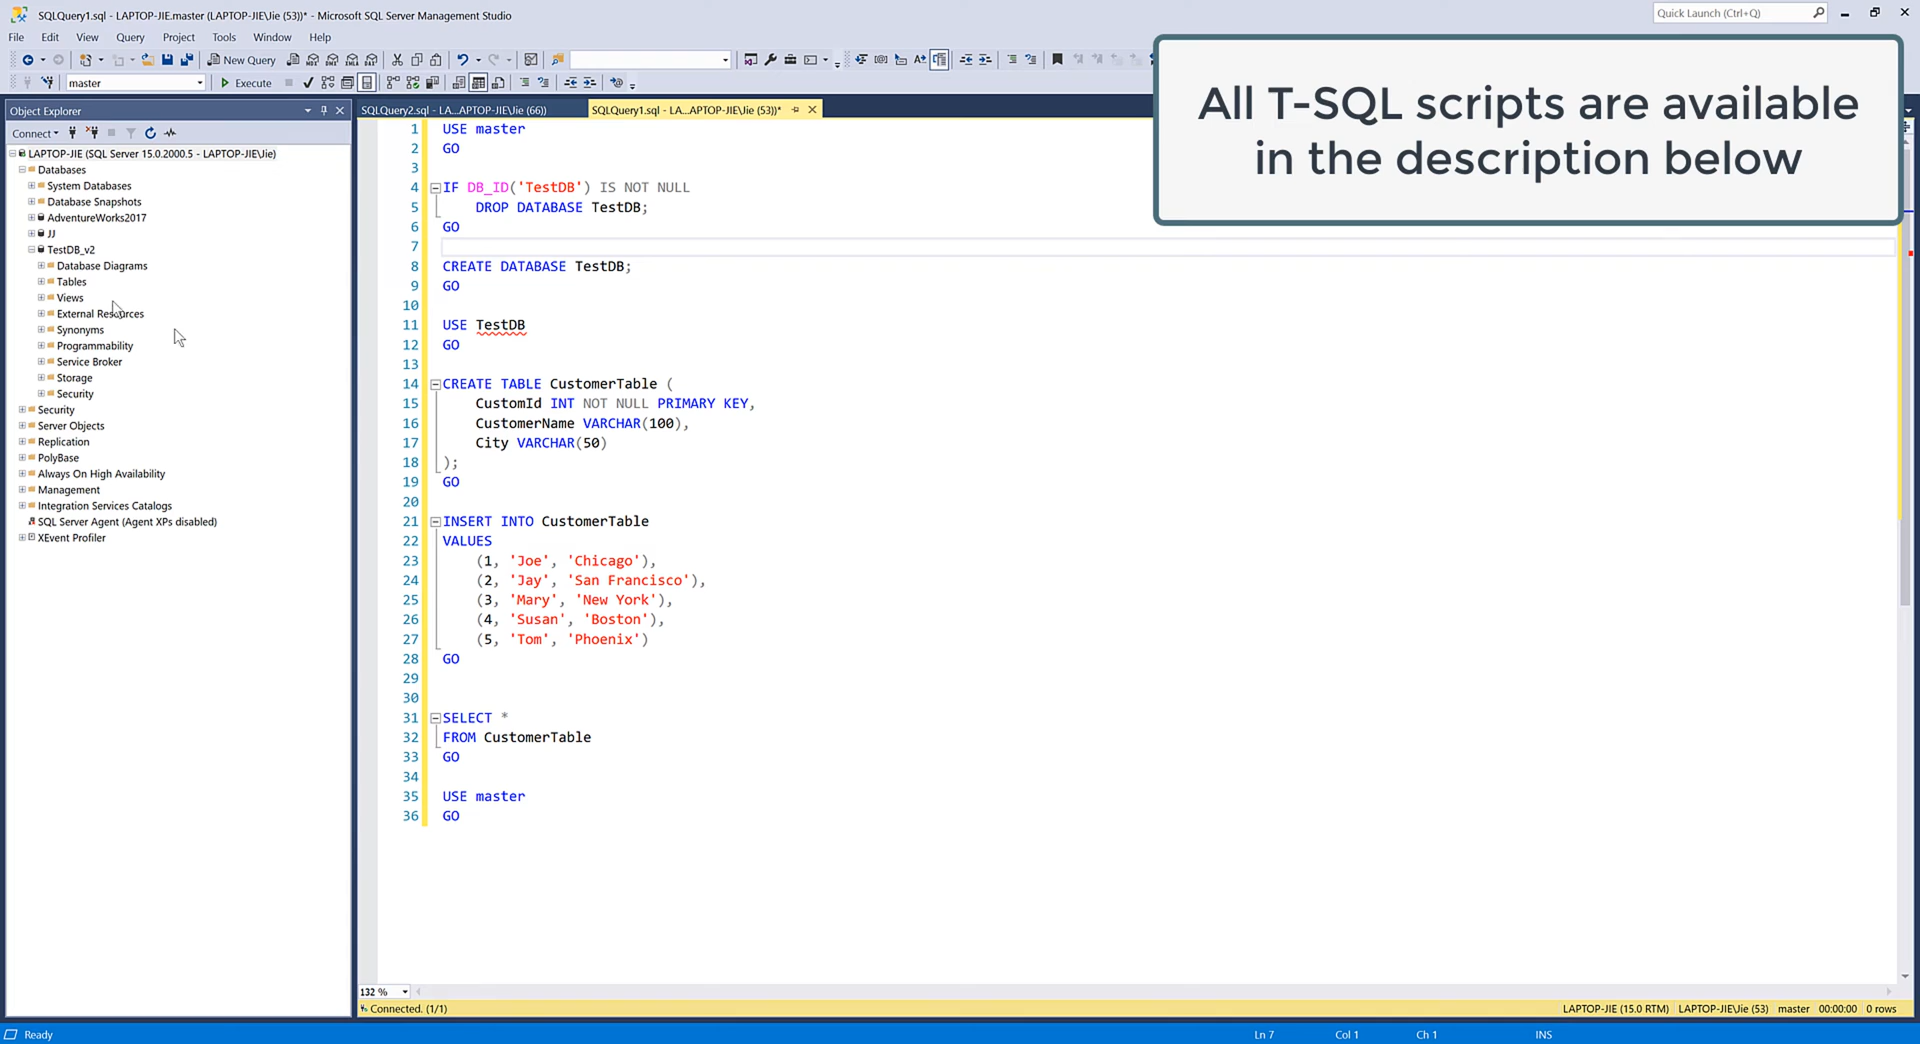 SQLQuery1.sql - LAPTOP-JIE.master (LAPTOP-JIE\Jie (53))* - Microsoft SQL Server Management Studio
Quick Launch (Ctrl+Q)
File Edit View Query Project Tools Window Help
New Query
master
Execute
All T-SQL scripts are available
in the description below
Object Explorer
SQLQuery2.sql - LA...APTOP-JIE\Jie (66))
SQLQuery1.sql - LA...APTOP-JIE\Jie (53))*
Connect
LAPTOP-JIE (SQL Server 15.0.2000.5 - LAPTOP-JIE\Jie)
Databases
System Databases
Database Snapshots
AdventureWorks2017
JJ
TestDB_v2
Database Diagrams
Tables
Views
External Resources
Synonyms
Programmability
Service Broker
Storage
Security
Security
Server Objects
Replication
PolyBase
Always On High Availability
Management
Integration Services Catalogs
SQL Server Agent (Agent XPs disabled)
XEvent Profiler
1 USE master
2 GO
3
4 IF DB_ID('TestDB') IS NOT NULL
5 DROP DATABASE TestDB;
6 GO
7
8 CREATE DATABASE TestDB;
9 GO
10
11 USE TestDB
12 GO
13
14 CREATE TABLE CustomerTable (
15 CustomId INT NOT NULL PRIMARY KEY,
16 CustomerName VARCHAR(100),
17 City VARCHAR(50)
18 );
19 GO
20
21 INSERT INTO CustomerTable
22 VALUES
23 (1, 'Joe', 'Chicago'),
24 (2, 'Jay', 'San Francisco'),
25 (3, 'Mary', 'New York'),
26 (4, 'Susan', 'Boston'),
27 (5, 'Tom', 'Phoenix')
28 GO
29
30
31 SELECT *
32 FROM CustomerTable
33 GO
34
35 USE master
36 GO
132 %
Connected. (1/1)
LAPTOP-JIE (15.0 RTM) LAPTOP-JIE\Jie (53) master 00:00:00 0 rows
Ready
Ln 7 Col 1 Ch 1 INS